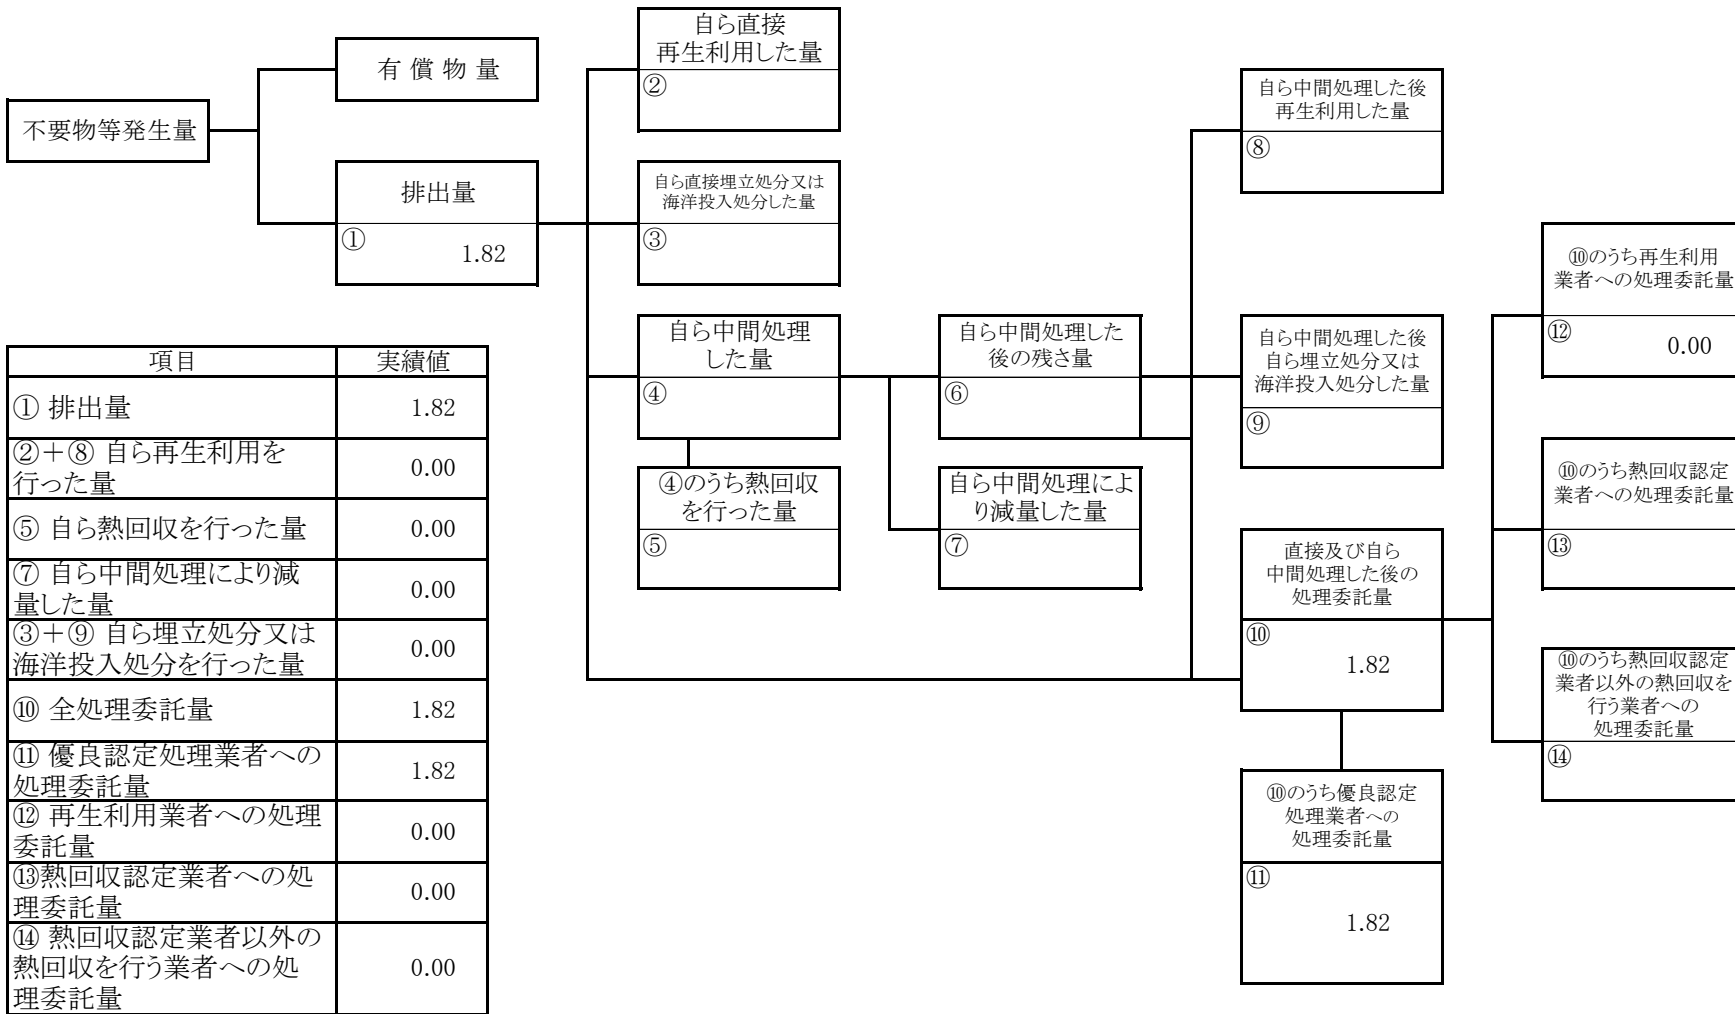 不要物等発生量
有償物量
排出量
①
1.82
自ら直接
再生利用した量
②
自ら直接埋立処分又は
海洋投入処分した量
③
自ら中間処理
した量
④
④のうち熱回収
を行った量
⑤
自ら中間処理した
後の残さ量
⑥
自ら中間処理によ
り減量した量
⑦
自ら中間処理した後
再生利用した量
⑧
自ら中間処理した後
自ら埋立処分又は
海洋投入処分した量
⑨
直接及び自ら
中間処理した後の
処理委託量
⑩
1.82
⑩のうち優良認定
処理業者への
処理委託量
⑪
1.82
⑩のうち再生利用
業者への処理委託量
⑫
0.00
⑩のうち熱回収認定
業者への処理委託量
⑬
⑩のうち熱回収認定
業者以外の熱回収を
行う業者への
処理委託量
⑭
項目 実績値
① 排出量 1.82
②+⑧ 自ら再生利用を
行った量 0.00
⑤ 自ら熱回収を行った量 0.00
⑦ 自ら中間処理により減
量した量 0.00
③+⑨ 自ら埋立処分又は
海洋投入処分を行った量 0.00
⑩ 全処理委託量 1.82
⑪ 優良認定処理業者への
処理委託量 1.82
⑫ 再生利用業者への処理
委託量 0.00
⑬熱回収認定業者への処
理委託量 0.00
⑭ 熱回収認定業者以外の
熱回収を行う業者への処
理委託量 0.00